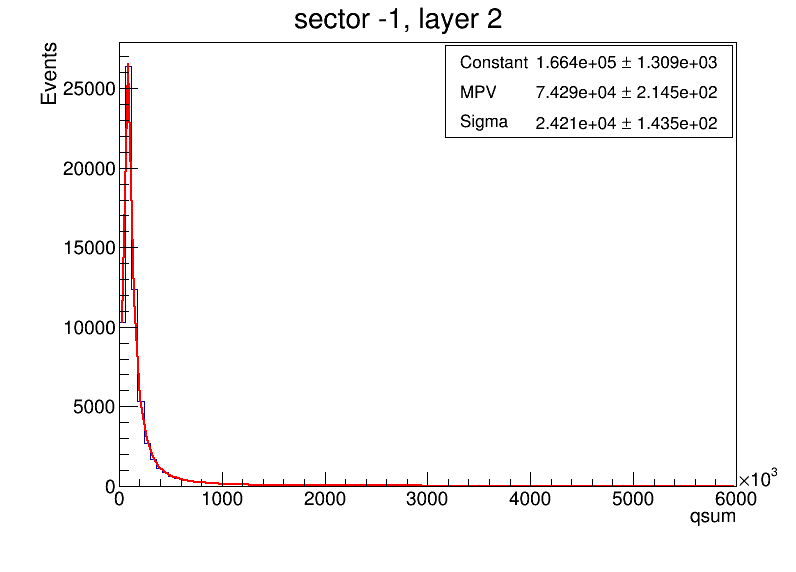 sector -1, layer 2
Events
Constant 1.664e+05 ± 1.309e+03
MPV 7.429e+04 ± 2.145e+02
Sigma 2.421e+04 ± 1.435e+02
25000
20000
15000
10000
5000
0
0 1000 2000 3000 4000 5000 6000
×10³
qsum